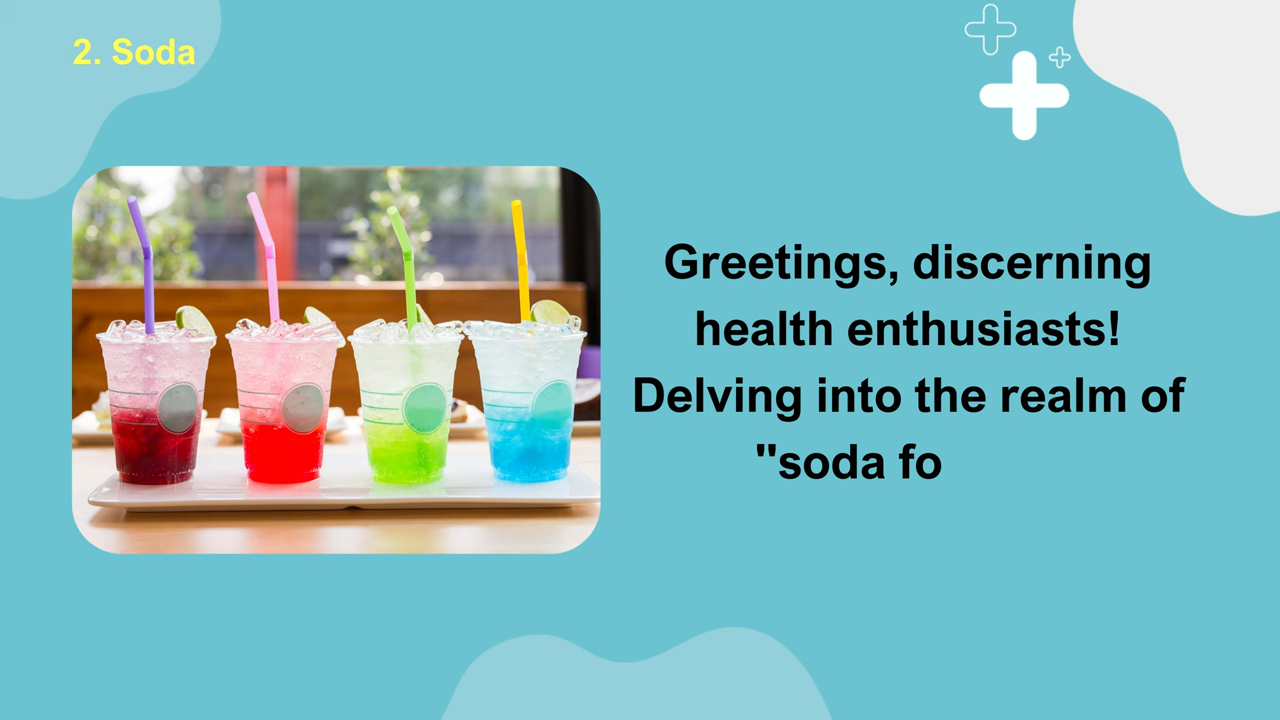 2. Soda
Greetings, discerning
health enthusiasts!
Delving into the realm of
"soda fo